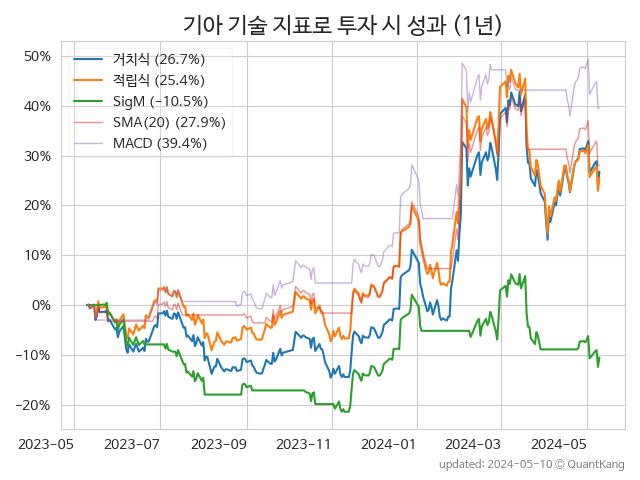 기아 기술 지표로 투자 시 성과 (1년)
50%
40%
30%
20%
10%
0%
−10%
−20%
거치식 (26.7%)
적립식 (25.4%)
SigM (−10.5%)
SMA(20) (27.9%)
MACD (39.4%)
2023-05
2023-07
2023-09
2023-11
2024-01
2024-03
2024-05
updated: 2024-05-10 © QuantKang